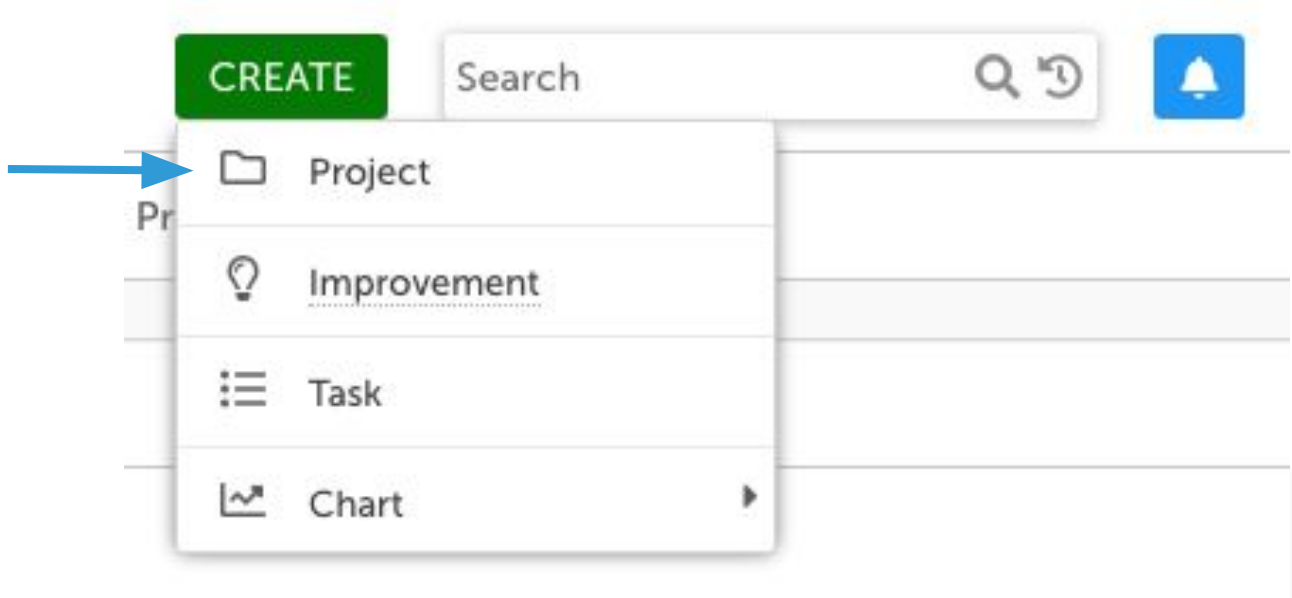 CREATE
Search
Project
Pr
Improvement
Task
Chart